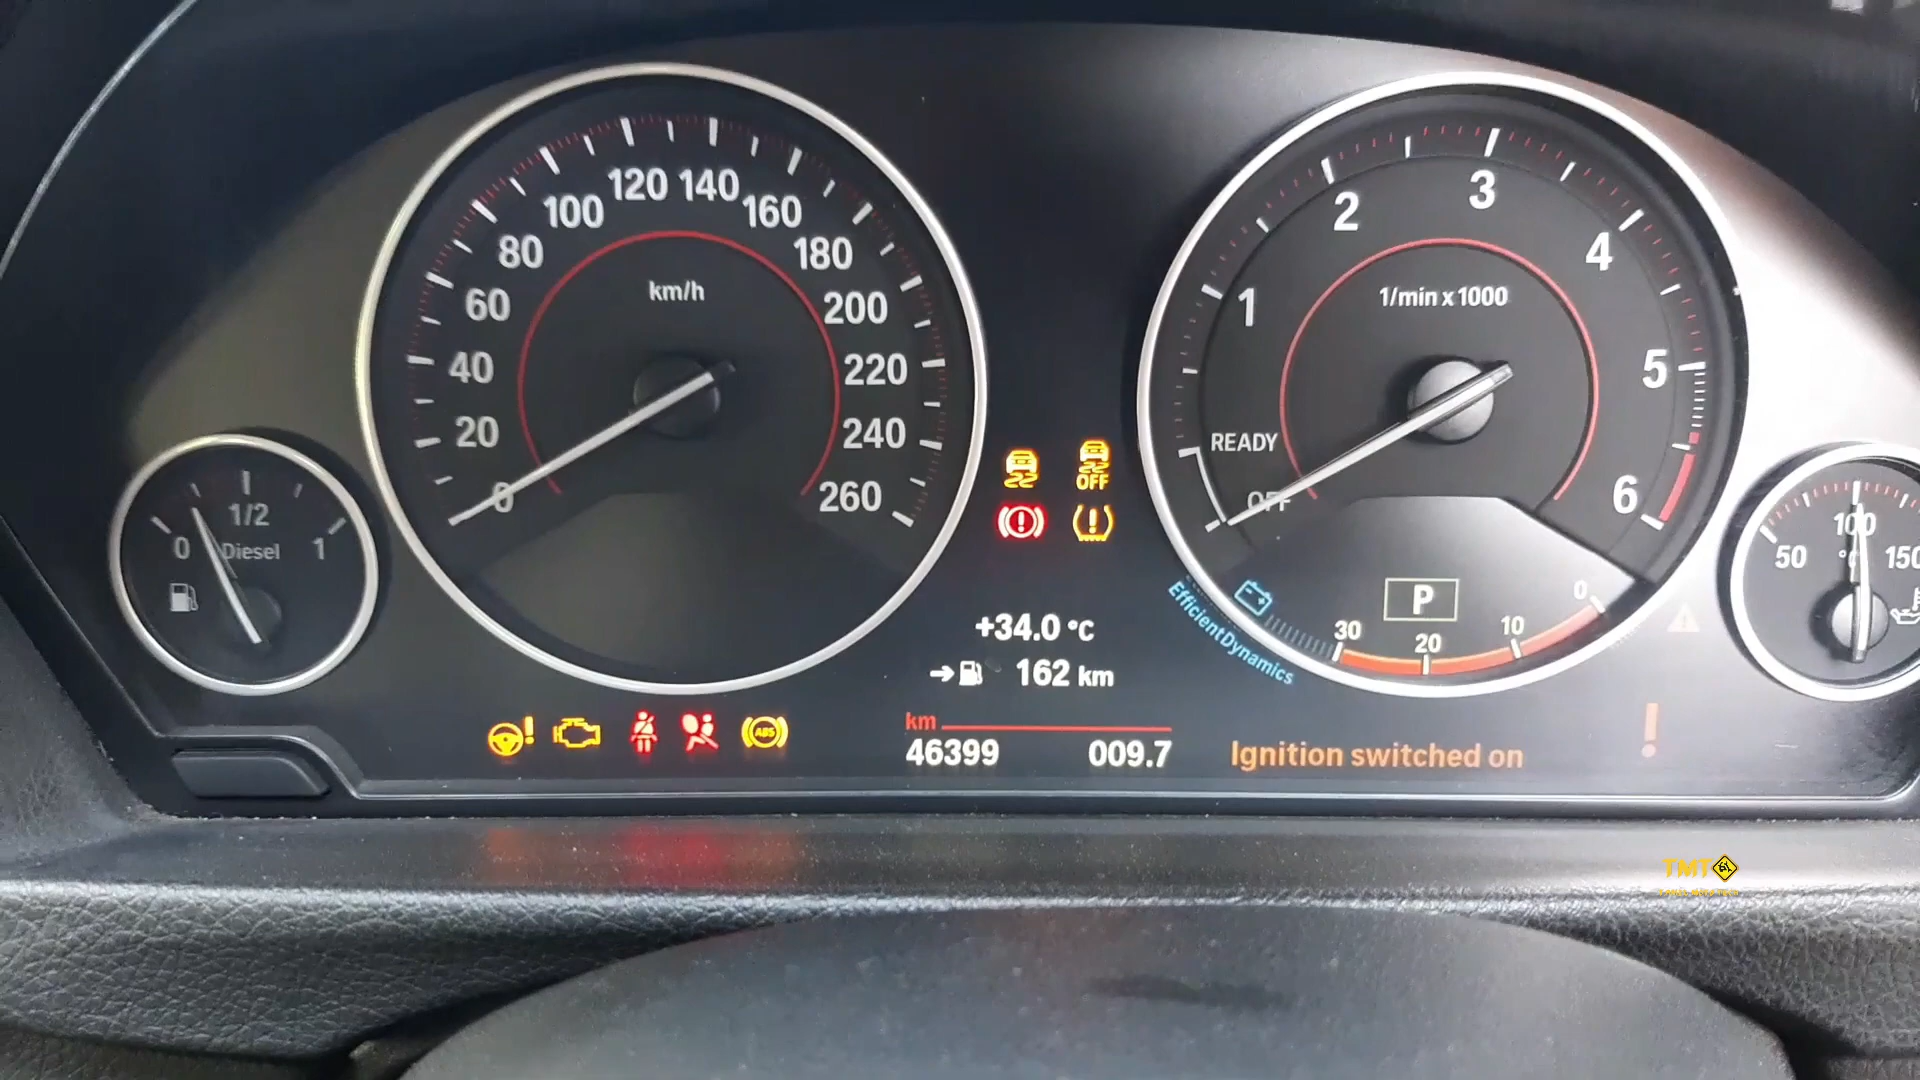 0
20
40
60
80
100
120
140
160
180
200
220
240
260
km/h
0
1/2
1
Diesel
OFF
ABS
+34.0 °C
162 km
km
46399
009.7
OFF
READY
1
2
3
4
5
6
1/min x 1000
P
30
20
10
0
EfficientDynamics
Ignition switched on
50
100
150
°C
TMT